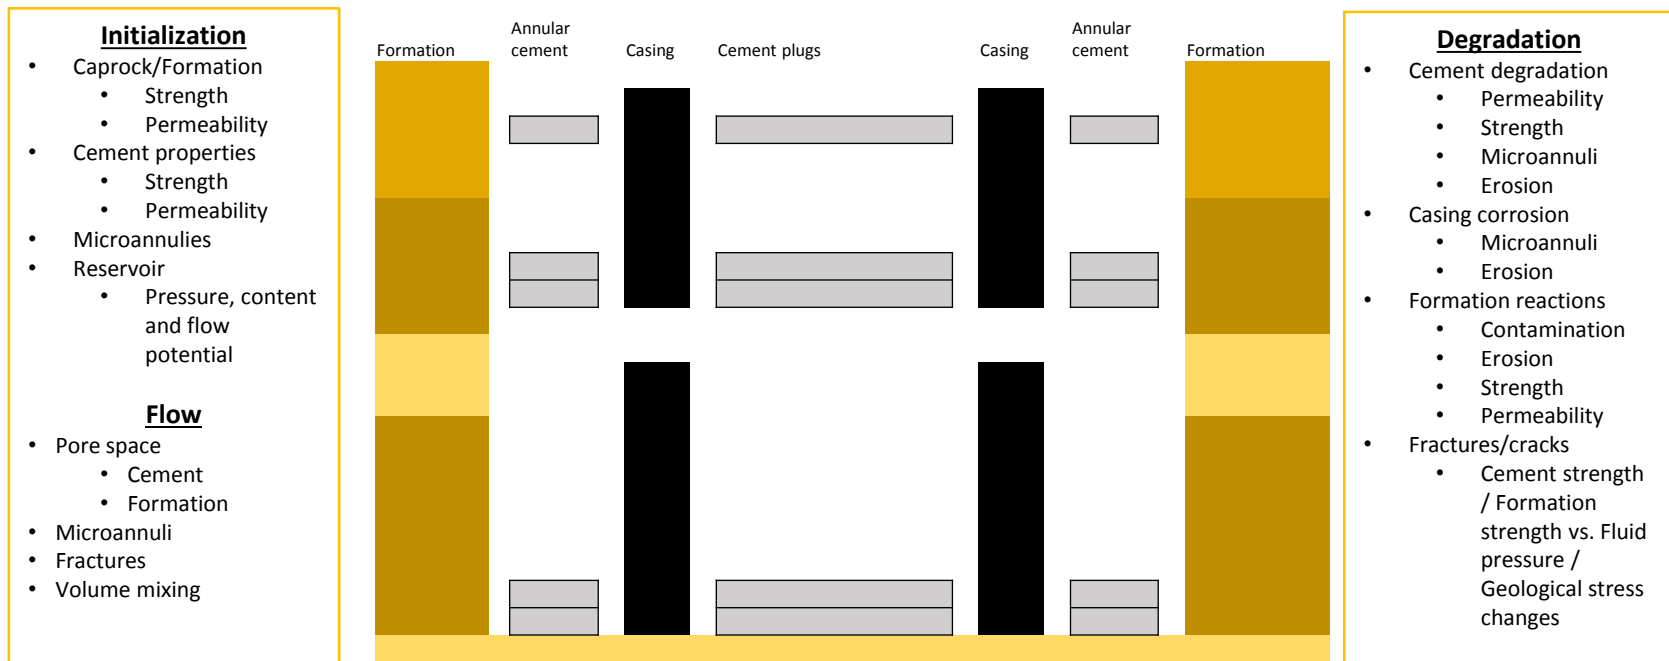 Initialization
• Caprock/Formation
• Strength
• Permeability
• Cement properties
• Strength
• Permeability
• Microannulies
• Reservoir
• Pressure, content
and flow
potential
Flow
• Pore space
• Cement
• Formation
• Microannuli
• Fractures
• Volume mixing
Formation
Annular
cement
Casing
Cement plugs
Casing
Annular
cement
Formation
Degradation
• Cement degradation
• Permeability
• Strength
• Microannuli
• Erosion
• Casing corrosion
• Microannuli
• Erosion
• Formation reactions
• Contamination
• Erosion
• Strength
• Permeability
• Fractures/cracks
• Cement strength
/ Formation
strength vs. Fluid
pressure /
Geological stress
changes